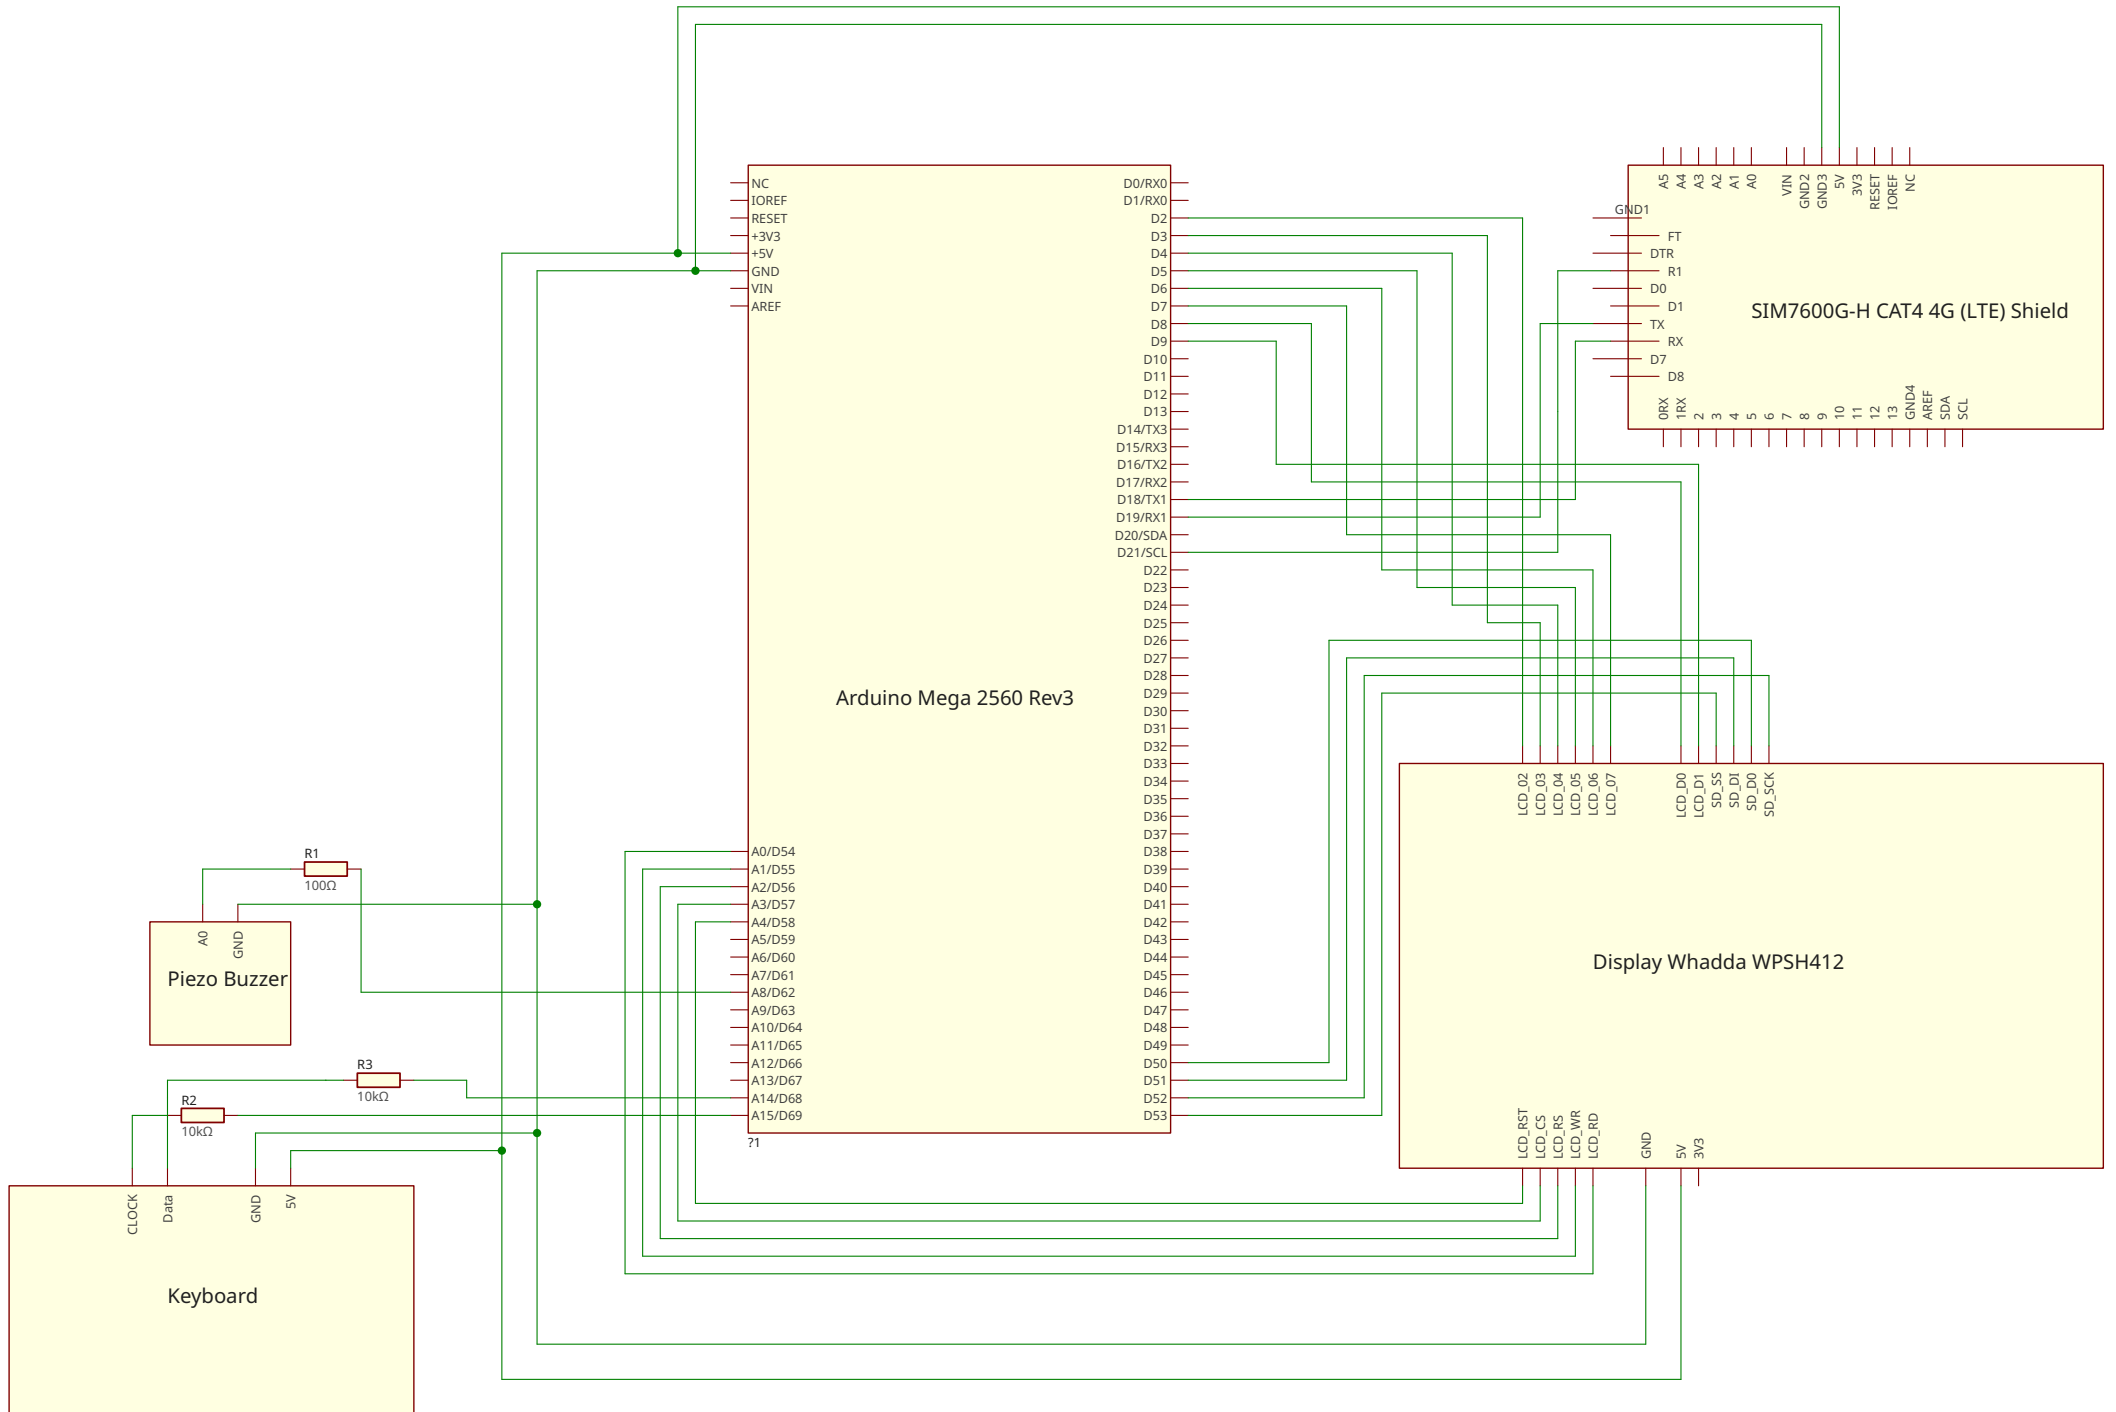 NC
IOREF
RESET
+3V3
+5V
GND
VIN
AREF
A0/D54
A1/D55
A2/D56
A3/D57
A4/D58
A5/D59
A6/D60
A7/D61
A8/D62
A9/D63
A10/D64
A11/D65
A12/D66
A13/D67
A14/D68
A15/D69
Arduino Mega 2560 Rev3
?1
D0/RX0
D1/RX0
D2
D3
D4
D5
D6
D7
D8
D9
D10
D11
D12
D13
D14/TX3
D15/RX3
D16/TX2
D17/RX2
D18/TX1
D19/RX1
D20/SDA
D21/SCL
D22
D23
D24
D25
D26
D27
D28
D29
D30
D31
D32
D33
D34
D35
D36
D37
D38
D39
D40
D41
D42
D43
D44
D45
D46
D47
D48
D49
D50
D51
D52
D53
A5
A4
A3
A2
A1
A0
VIN
GND2
GND3
5V
3V3
RESET
IOREF
NC
GND1
FT
DTR
R1
D0
D1
TX
RX
D7
D8
SIM7600G-H CAT4 4G (LTE) Shield
0RX
1RX
2
3
4
5
6
7
8
9
10
11
12
13
GND4
AREF
SDA
SCL
LCD_02
LCD_03
LCD_04
LCD_05
LCD_06
LCD_07
LCD_D0
LCD_D1
SD_SS
SD_DI
SD_D0
SD_SCK
Display Whadda WPSH412
LCD_RST
LCD_CS
LCD_RS
LCD_WR
LCD_RD
GND
5V
3V3
R1
100Ω
A0
GND
Piezo Buzzer
R3
10kΩ
R2
10kΩ
CLOCK
Data
GND
5V
Keyboard